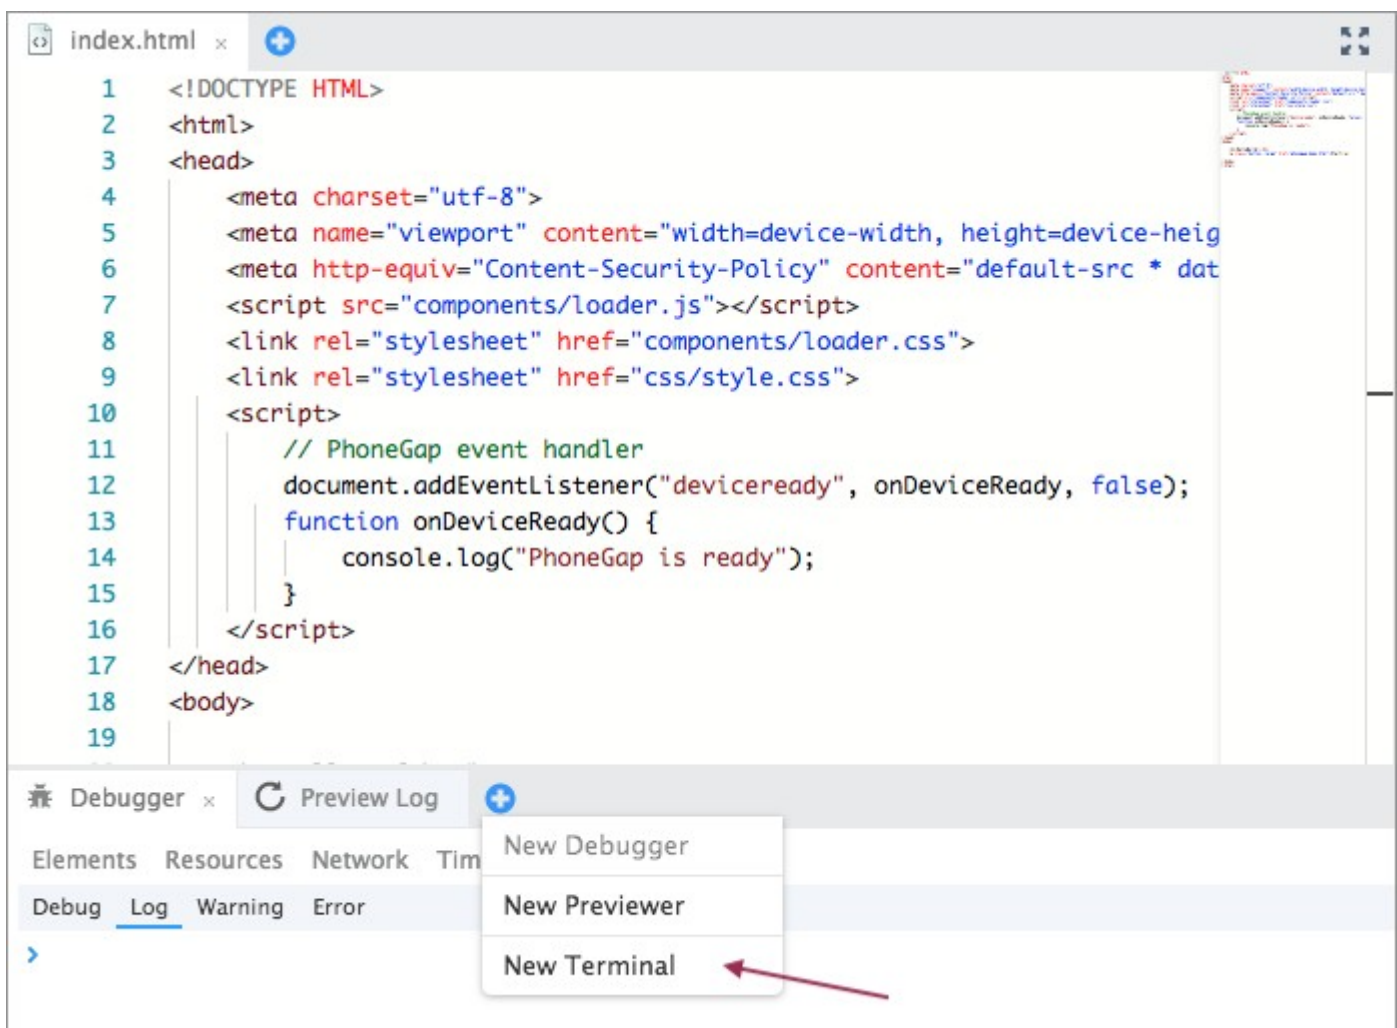 index.html ×
1 <!DOCTYPE HTML>
2 <html>
3 <head>
4 <meta charset="utf-8">
5 <meta name="viewport" content="width=device-width, height=device-heig
6 <meta http-equiv="Content-Security-Policy" content="default-src * dat
7 <script src="components/loader.js"></script>
8 <link rel="stylesheet" href="components/loader.css">
9 <link rel="stylesheet" href="css/style.css">
10 <script>
11 // PhoneGap event handler
12 document.addEventListener("deviceready", onDeviceReady, false);
13 function onDeviceReady() {
14 console.log("PhoneGap is ready");
15 }
16 </script>
17 </head>
18 <body>
19
Debugger × Preview Log
New Debugger
Elements Resources Network Tim
New Previewer
Debug Log Warning Error
New Terminal